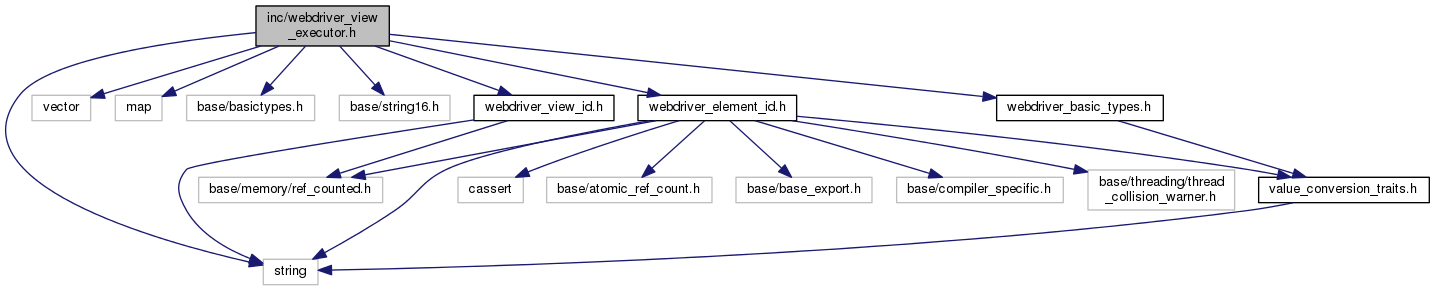 inc/webdriver_view
_executor.h
vector
map
base/basictypes.h
base/string16.h
webdriver_view_id.h
webdriver_element_id.h
webdriver_basic_types.h
base/memory/ref_counted.h
cassert
base/atomic_ref_count.h
base/base_export.h
base/compiler_specific.h
base/threading/thread
_collision_warner.h
value_conversion_traits.h
string